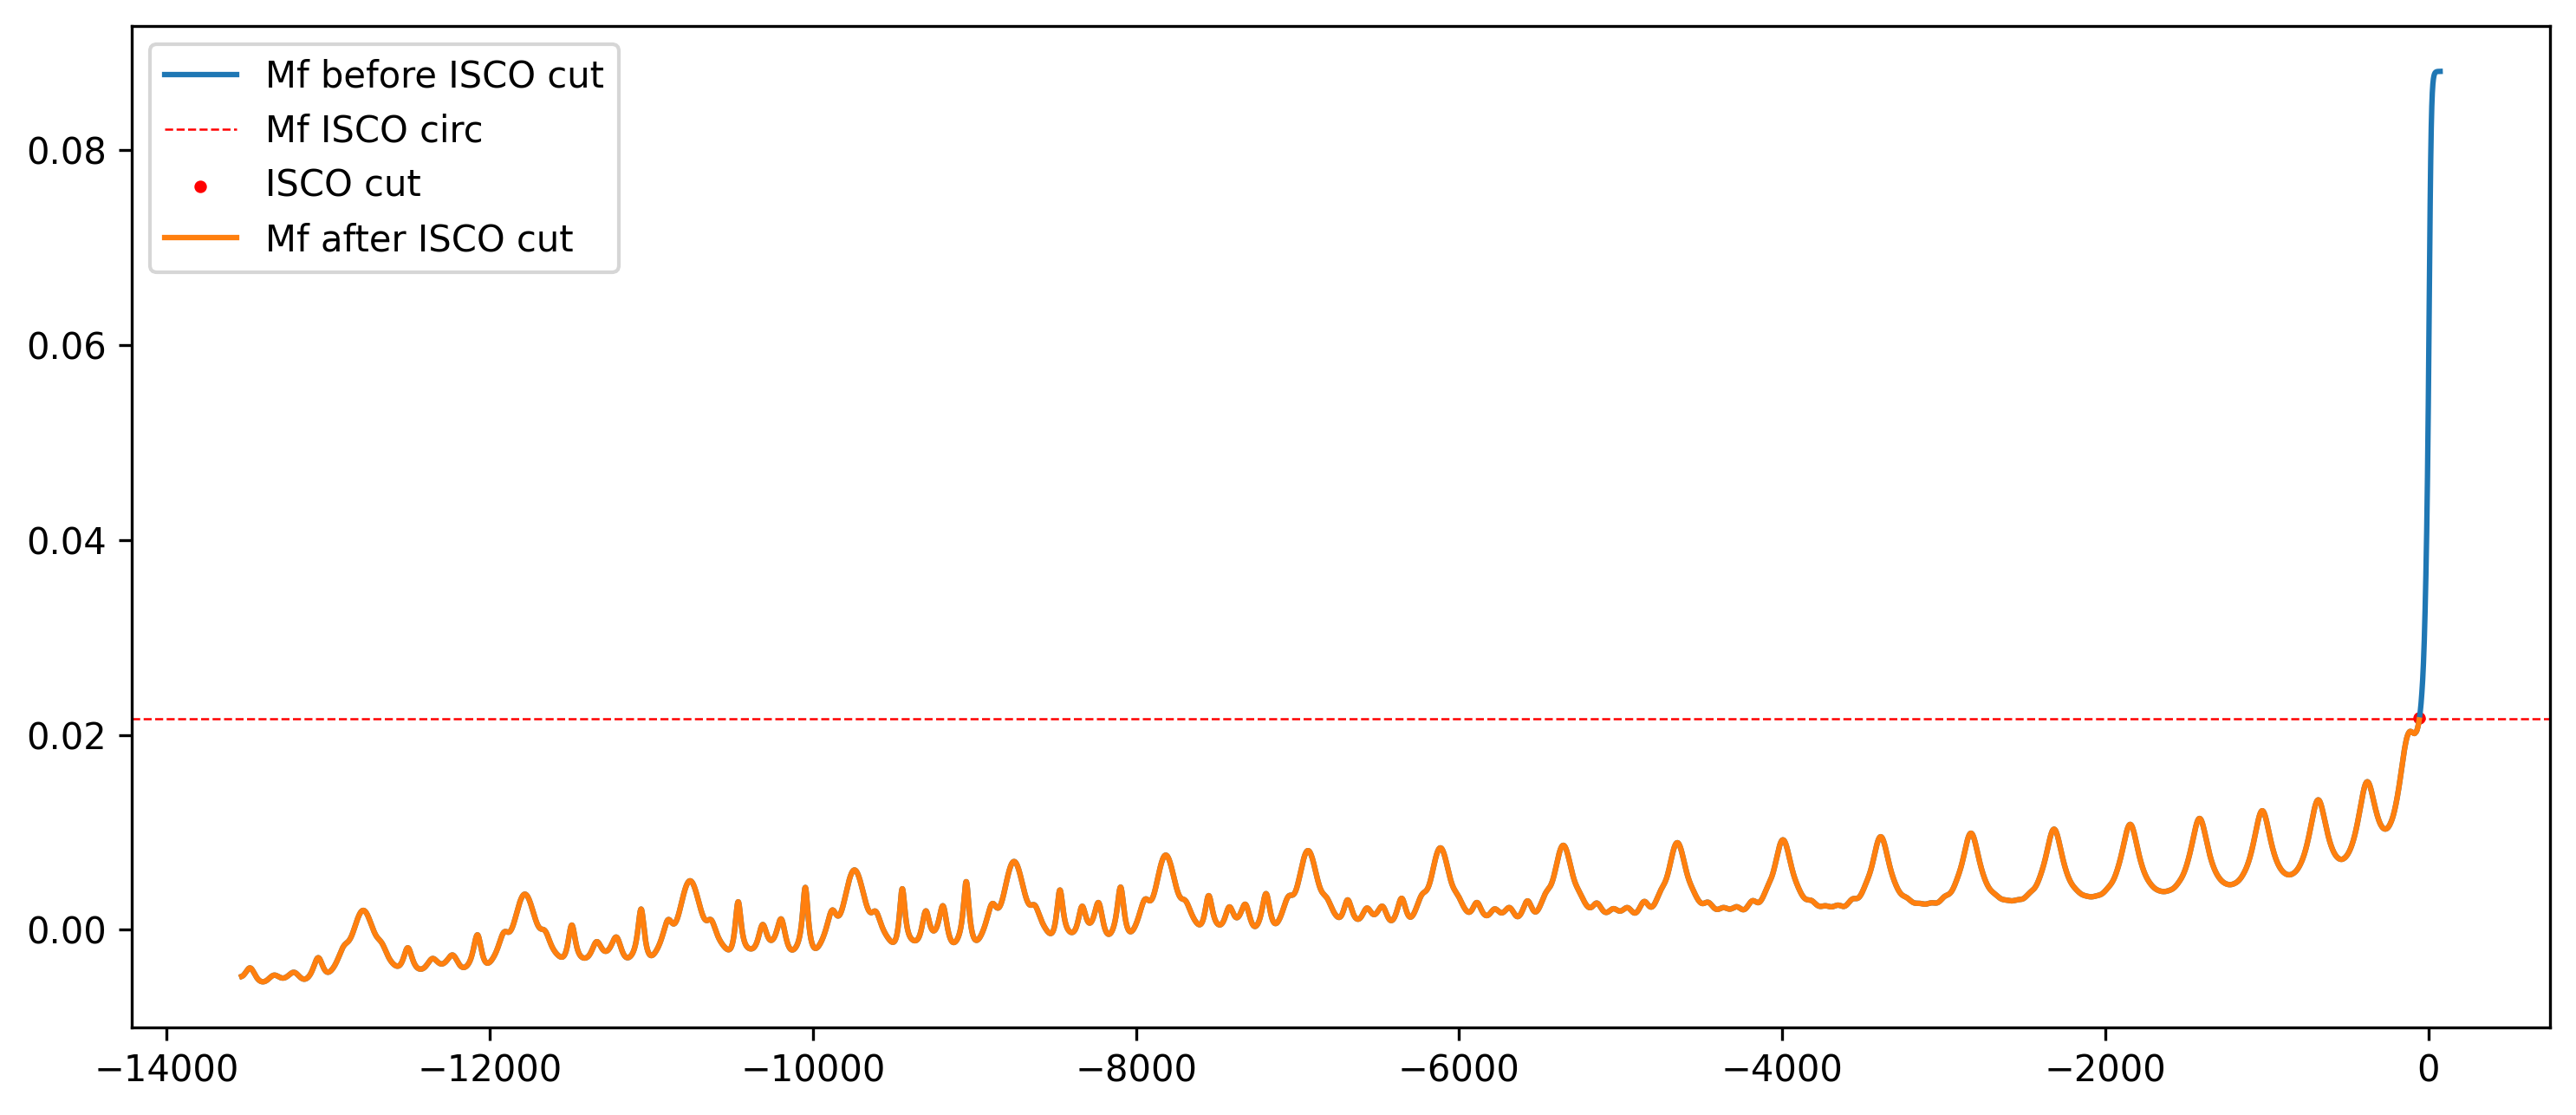 Mf before ISCO cut
Mf ISCO circ
ISCO cut
Mf after ISCO cut
0.08
0.06
0.04
0.02
0.00
−14000 −12000 −10000 −8000 −6000 −4000 −2000 0